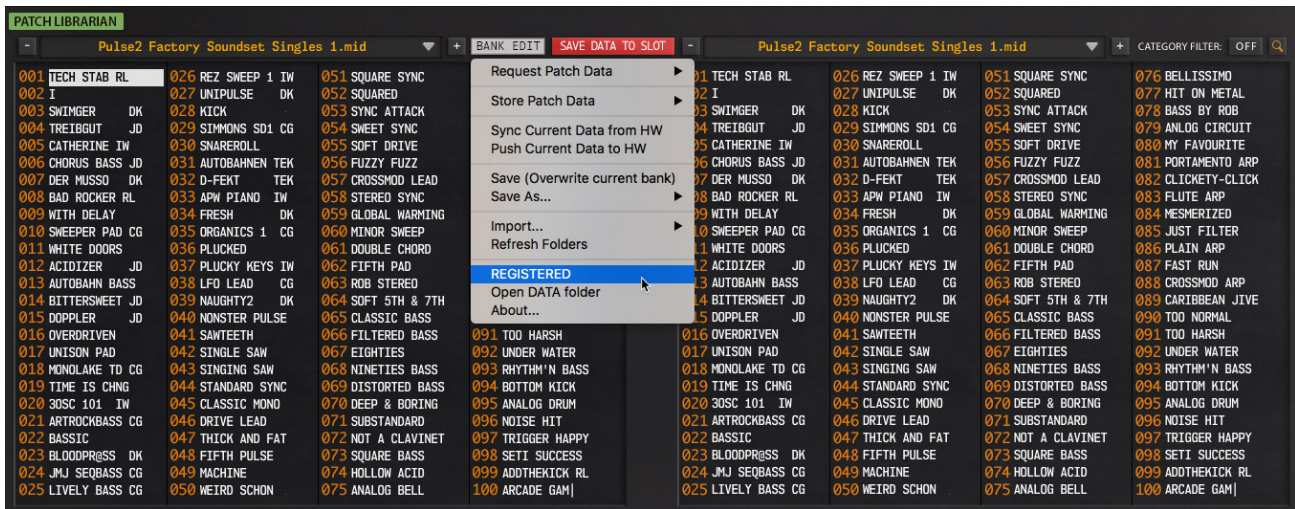 PATCH LIBRARIAN
- Pulse2 Factory Soundset Singles 1.mid ▼ +
BANK EDIT
SAVE DATA TO SLOT
001 TECH STAB RL
002 I
003 SWIMGER DK
004 TREIBGUT JD
005 CATHERINE IW
006 CHORUS BASS JD
007 DER MUSSO DK
008 BAD ROCKER RL
009 WITH DELAY
010 SWEEPER PAD CG
011 WHITE DOORS
012 ACIDIZER JD
013 AUTOBAHN BASS
014 BITTERSWEET JD
015 DOPPLER JD
016 OVERDRIVEN
017 UNISON PAD
018 MONOLAKE TD CG
019 TIME IS CHNG
020 3OSC 101 IW
021 ARTROCKBASS CG
022 BASSIC
023 BLOODPR@SS DK
024 JMJ SEQBASS CG
025 LIVELY BASS CG
026 REZ SWEEP 1 IW
027 UNIPULSE DK
028 KICK
029 SIMMONS SD1 CG
030 SNAREROLL
031 AUTOBAHNEN TEK
032 D-FEKT TEK
033 APW PIANO IW
034 FRESH DK
035 ORGANICS 1 CG
036 PLUCKED
037 PLUCKY KEYS IW
038 LFO LEAD CG
039 NAUGHTY2 DK
040 NONSTER PULSE
041 SAWTEETH
042 SINGLE SAW
043 SINGING SAW
044 STANDARD SYNC
045 CLASSIC MONO
046 DRIVE LEAD
047 THICK AND FAT
048 FIFTH PULSE
049 MACHINE
050 WEIRD SCHON
051 SQUARE SYNC
052 SQUARED
053 SYNC ATTACK
054 SWEET SYNC
055 SOFT DRIVE
056 FUZZY FUZZ
057 CROSSMOD LEAD
058 STEREO SYNC
059 GLOBAL WARMING
060 MINOR SWEEP
061 DOUBLE CHORD
062 FIFTH PAD
063 ROB STEREO
064 SOFT 5TH & 7TH
065 CLASSIC BASS
066 FILTERED BASS
067 EIGHTIES
068 NINETIES BASS
069 DISTORTED BASS
070 DEEP & BORING
071 SUBSTANDARD
072 NOT A CLAVINET
073 SQUARE BASS
074 HOLLOW ACID
075 ANALOG BELL
Request Patch Data
Store Patch Data
Sync Current Data from HW
Push Current Data to HW
Save (Overwrite current bank)
Save As...
Import...
Refresh Folders
REGISTERED
Open DATA folder
About...
091 TOO HARSH
092 UNDER WATER
093 RHYTHM'N BASS
094 BOTTOM KICK
095 ANALOG DRUM
096 NOISE HIT
097 TRIGGER HAPPY
098 SETI SUCCESS
099 ADDTHEKICK RL
100 ARCADE GAM|
- Pulse2 Factory Soundset Singles 1.mid ▼ +
CATEGORY FILTER: OFF
TECH STAB RL
I
SWIMGER DK
TREIBGUT JD
CATHERINE IW
CHORUS BASS JD
DER MUSSO DK
BAD ROCKER RL
WITH DELAY
SWEEPER PAD CG
WHITE DOORS
ACIDIZER JD
AUTOBAHN BASS
BITTERSWEET JD
DOPPLER JD
016 OVERDRIVEN
017 UNISON PAD
018 MONOLAKE TD CG
019 TIME IS CHNG
020 3OSC 101 IW
021 ARTROCKBASS CG
022 BASSIC
023 BLOODPR@SS DK
024 JMJ SEQBASS CG
025 LIVELY BASS CG
026 REZ SWEEP 1 IW
027 UNIPULSE DK
028 KICK
029 SIMMONS SD1 CG
030 SNAREROLL
031 AUTOBAHNEN TEK
032 D-FEKT TEK
033 APW PIANO IW
034 FRESH DK
035 ORGANICS 1 CG
036 PLUCKED
037 PLUCKY KEYS IW
038 LFO LEAD CG
039 NAUGHTY2 DK
040 NONSTER PULSE
041 SAWTEETH
042 SINGLE SAW
043 SINGING SAW
044 STANDARD SYNC
045 CLASSIC MONO
046 DRIVE LEAD
047 THICK AND FAT
048 FIFTH PULSE
049 MACHINE
050 WEIRD SCHON
051 SQUARE SYNC
052 SQUARED
053 SYNC ATTACK
054 SWEET SYNC
055 SOFT DRIVE
056 FUZZY FUZZ
057 CROSSMOD LEAD
058 STEREO SYNC
059 GLOBAL WARMING
060 MINOR SWEEP
061 DOUBLE CHORD
062 FIFTH PAD
063 ROB STEREO
064 SOFT 5TH & 7TH
065 CLASSIC BASS
066 FILTERED BASS
067 EIGHTIES
068 NINETIES BASS
069 DISTORTED BASS
070 DEEP & BORING
071 SUBSTANDARD
072 NOT A CLAVINET
073 SQUARE BASS
074 HOLLOW ACID
075 ANALOG BELL
076 BELLISSIMO
077 HIT ON METAL
078 BASS BY ROB
079 ANLOG CIRCUIT
080 MY FAVOURITE
081 PORTAMENTO ARP
082 CLICKETY-CLICK
083 FLUTE ARP
084 MESMERIZED
085 JUST FILTER
086 PLAIN ARP
087 FAST RUN
088 CROSSMOD ARP
089 CARIBBEAN JIVE
090 TOO NORMAL
091 TOO HARSH
092 UNDER WATER
093 RHYTHM'N BASS
094 BOTTOM KICK
095 ANALOG DRUM
096 NOISE HIT
097 TRIGGER HAPPY
098 SETI SUCCESS
099 ADDTHEKICK RL
100 ARCADE GAM|